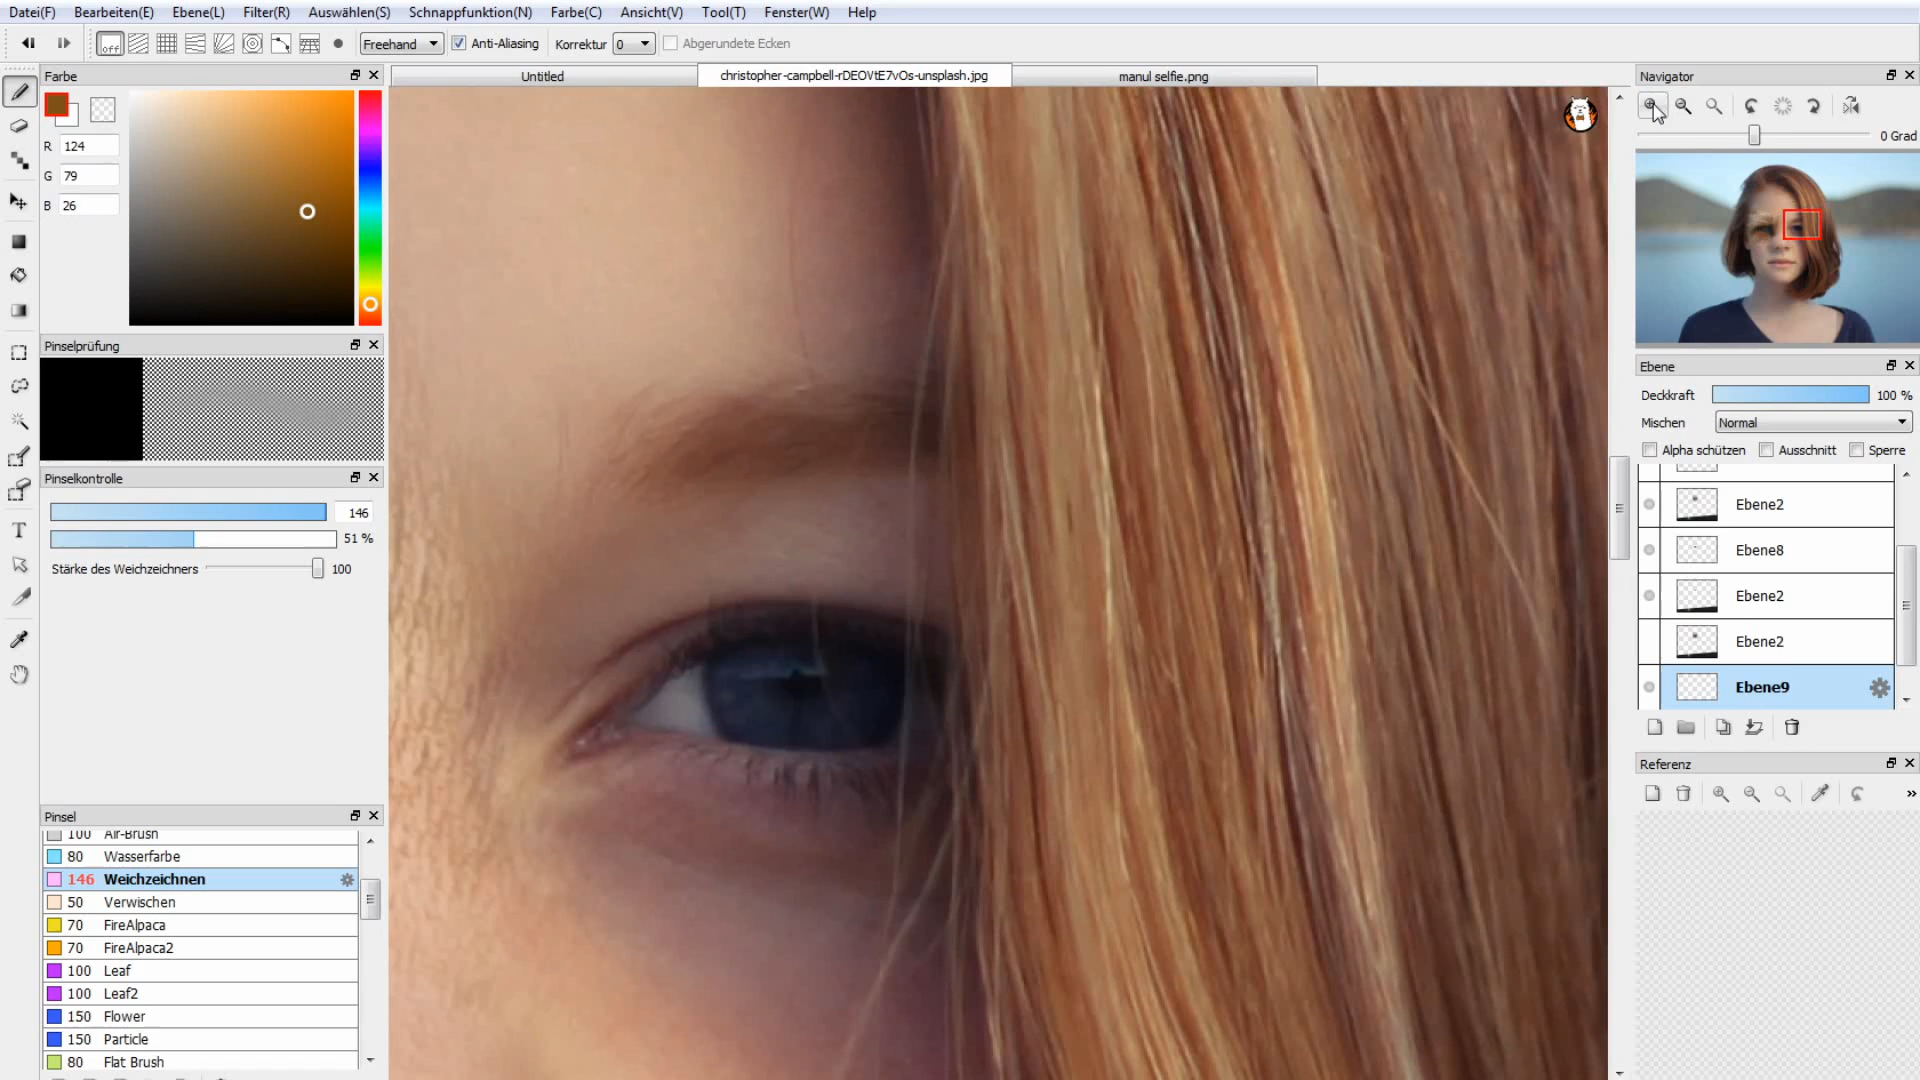 Datei(F) Bearbeiten(E) Ebene(L) Filter(R) Auswählen(S) Schnappfunktion(N) Farbe(C) Ansicht(V) Tool(T) Fenster(W) Help
off Freehand Anti-Aliasing Korrektur 0 Abgerundete Ecken
Farbe
R 124
G 79
B 26
Pinselprüfung
Pinselkontrolle
146
51 %
Stärke des Weichzeichners 100
Pinsel
100 Air-Brush
80 Wasserfarbe
146 Weichzeichnen
50 Verwischen
70 FireAlpaca
70 FireAlpaca2
100 Leaf
100 Leaf2
150 Flower
150 Particle
80 Flat Brush
Untitled christopher-campbell-rDEOVtE7vOs-unsplash.jpg manul selfie.png
Navigator
0 Grad
Ebene
Deckkraft 100 %
Mischen Normal
Alpha schützen Ausschnitt Sperre
Ebene2
Ebene8
Ebene2
Ebene2
Ebene9
Referenz
»